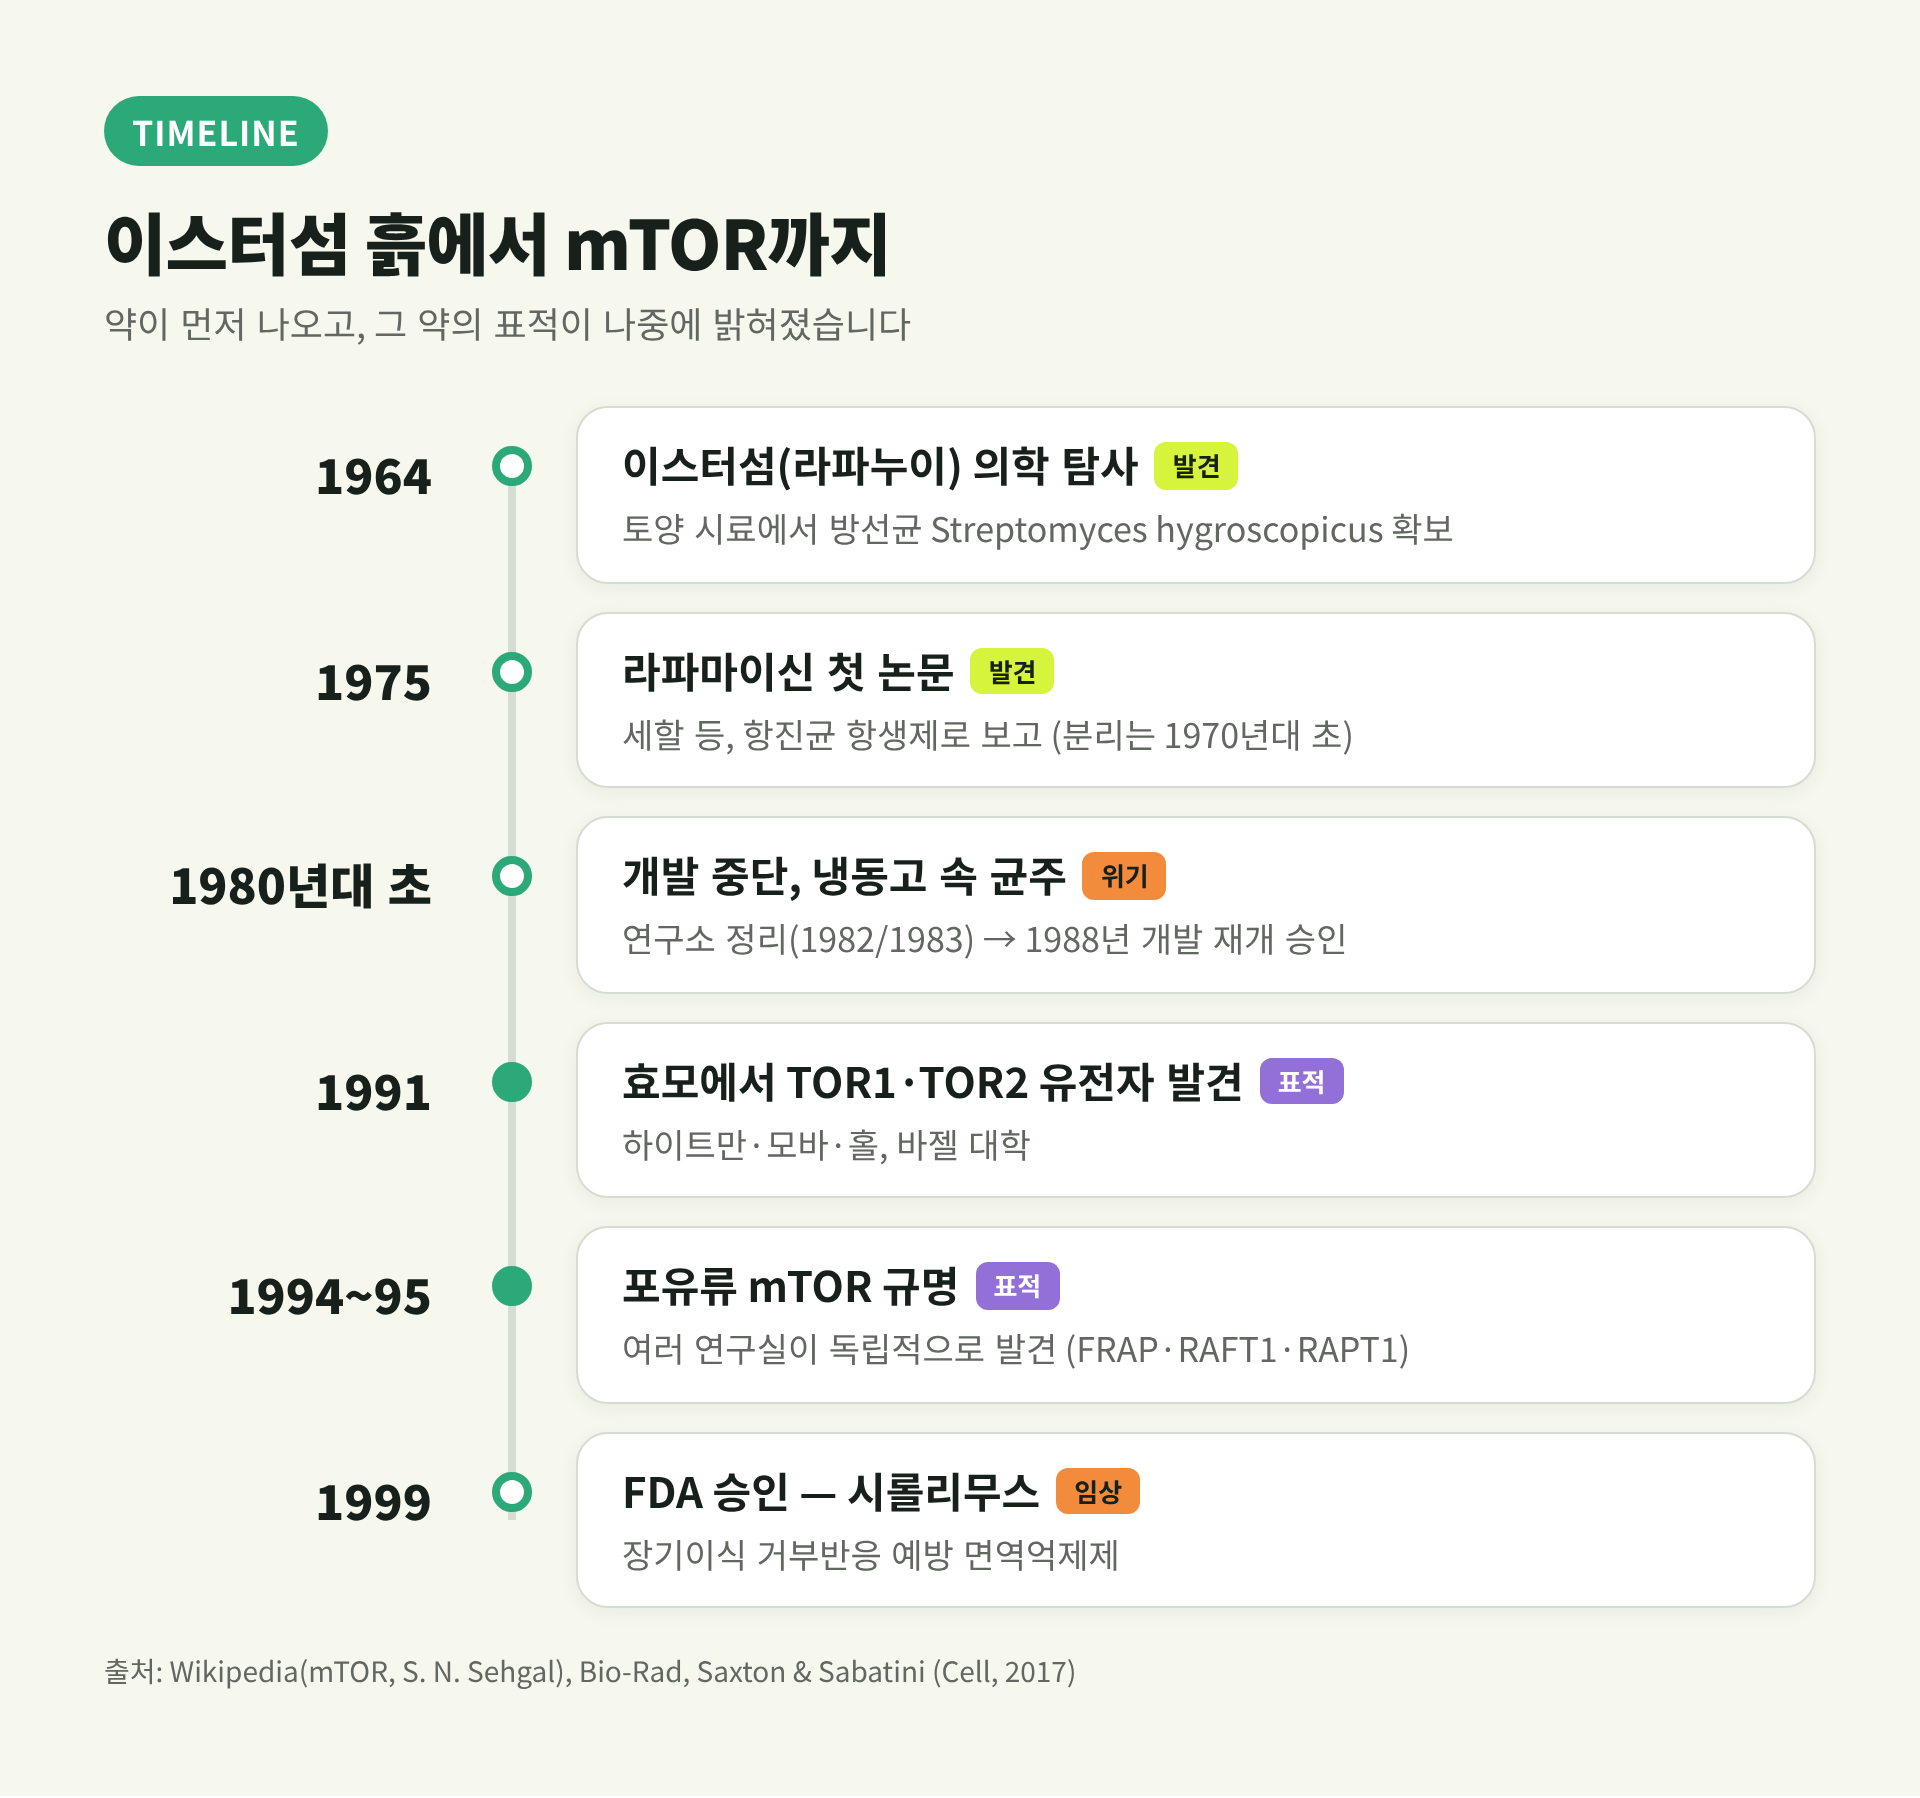 TIMELINE
이스터섬 흙에서 mTOR까지
약이 먼저 나오고, 그 약의 표적이 나중에 밝혀졌습니다
1964
이스터섬(라파누이) 의학 탐사 발견
토양 시료에서 방선균 Streptomyces hygroscopicus 확보
1975
라파마이신 첫 논문 발견
세할 등, 항진균 항생제로 보고 (분리는 1970년대 초)
1980년대 초
개발 중단, 냉동고 속 균주 위기
연구소 정리(1982/1983) → 1988년 개발 재개 승인
1991
효모에서 TOR1·TOR2 유전자 발견 표적
하이트만·모바·홀, 바젤 대학
1994~95
포유류 mTOR 규명 표적
여러 연구실이 독립적으로 발견 (FRAP·RAFT1·RAPT1)
1999
FDA 승인 — 시롤리무스 임상
장기이식 거부반응 예방 면역억제제
출처: Wikipedia(mTOR, S. N. Sehgal), Bio-Rad, Saxton & Sabatini (Cell, 2017)